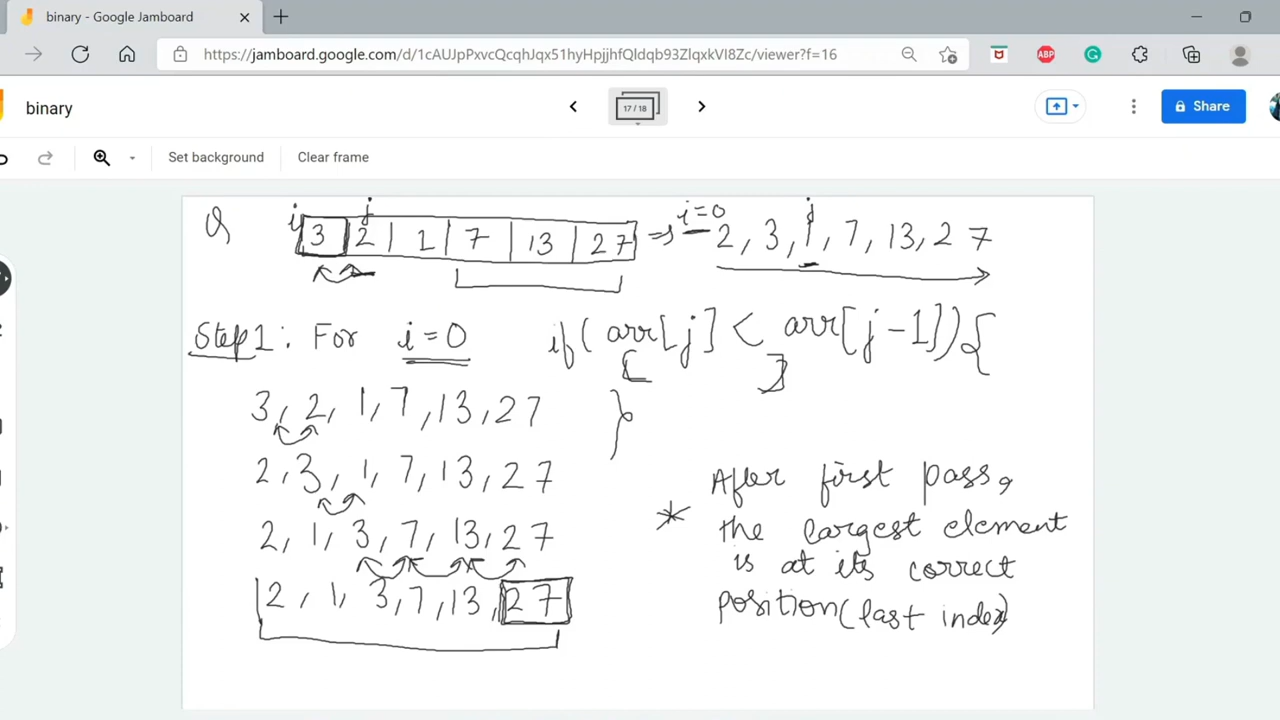 binary - Google Jamboard
https://jamboard.google.com/d/1cAUJpPxvcQcqhJqx51hyHpjjhfQldqb93ZIqxkVI8Zc/viewer?f=16
ABP
binary
17 / 18
Share
Set background
Clear frame
i j i=0 j
Q 3 | 2 | 1 | 7 | 13 | 27 => 2, 3, 1, 7, 13, 27
Step1: For i=0 if( arr[j] < arr[j-1]){
3, 2, 1, 7, 13, 27 }
2, 3, 1, 7, 13, 27
2, 1, 3, 7, 13, 27
2, 1, 3, 7, 13, 27
* After first pass,
the largest element
is at its correct
position(last index)